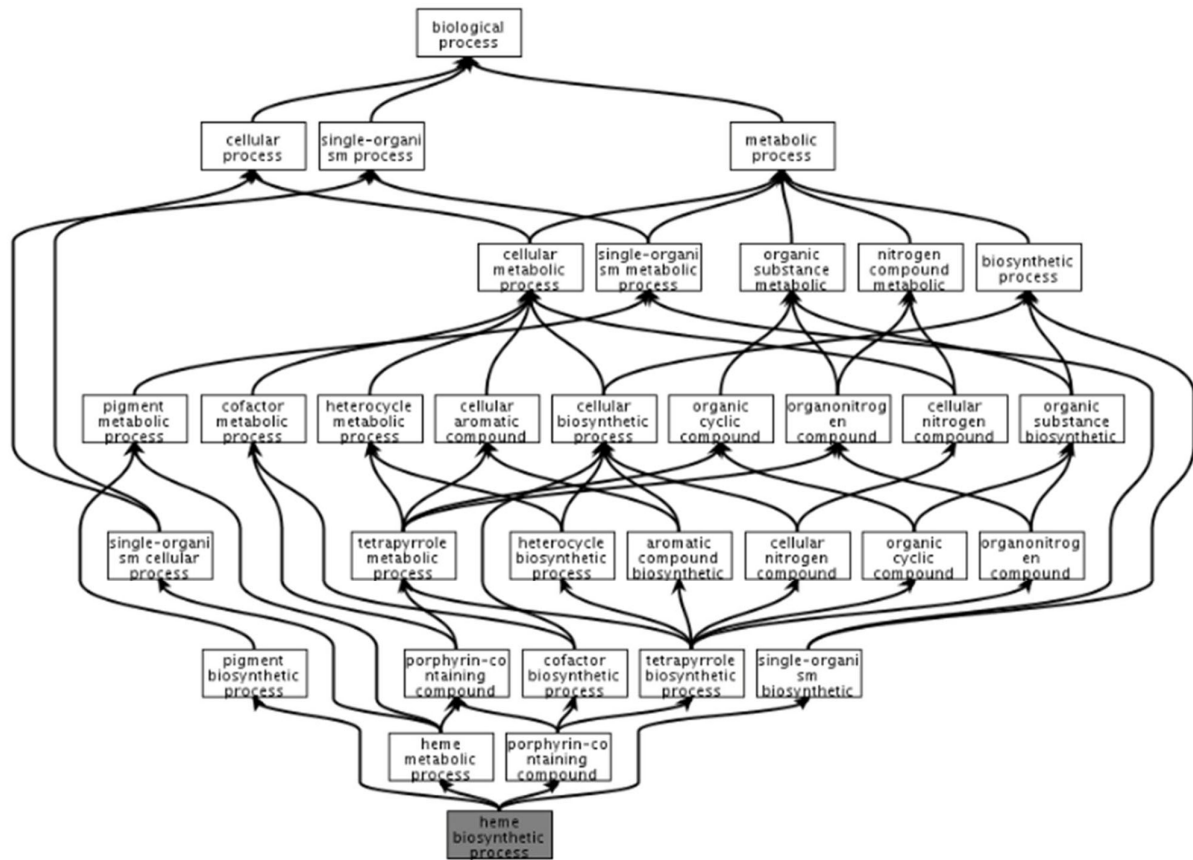 biological
process
cellular
process
single-organi
sm process
metabolic
process
cellular
metabolic
process
single-organi
sm metabolic
process
organic
substance
metabolic
nitrogen
compound
metabolic
biosynthetic
process
pigment
metabolic
process
cofactor
metabolic
process
heterocycle
metabolic
process
cellular
aromatic
compound
cellular
biosynthetic
process
organic
cyclic
compound
organonitrog
en
compound
cellular
nitrogen
compound
organic
substance
biosynthetic
single-organi
sm cellular
process
tetrapyrrole
metabolic
process
heterocycle
biosynthetic
process
aromatic
compound
biosynthetic
cellular
nitrogen
compound
organic
cyclic
compound
organonitrog
en
compound
pigment
biosynthetic
process
porphyrin-co
ntaining
compound
cofactor
biosynthetic
process
tetrapyrrole
biosynthetic
process
single-organi
sm
biosynthetic
heme
metabolic
process
porphyrin-co
ntaining
compound
heme
biosynthetic
process